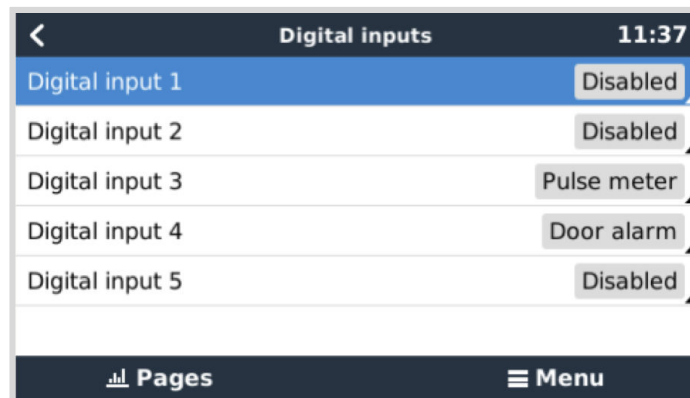 Digital inputs 11:37
Digital input 1 Disabled
Digital input 2 Disabled
Digital input 3 Pulse meter
Digital input 4 Door alarm
Digital input 5 Disabled
Pages Menu